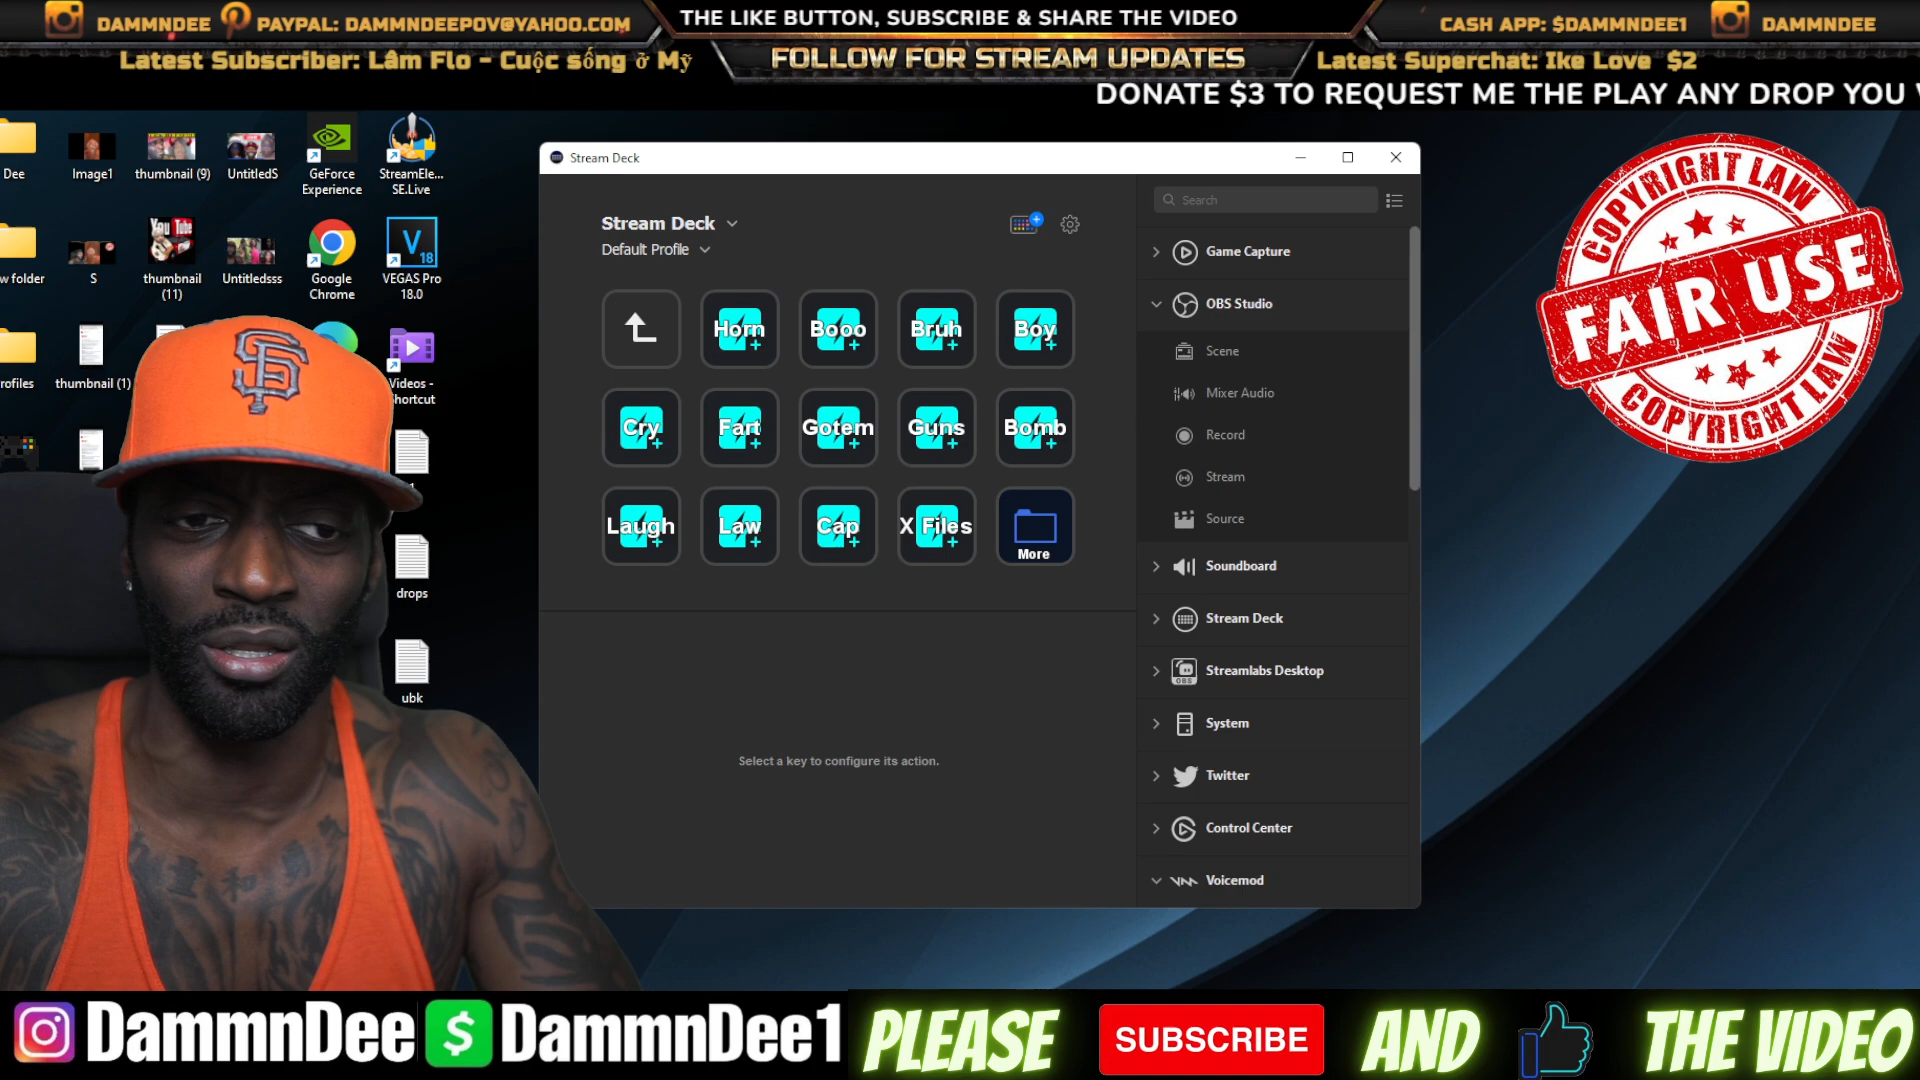 DAMMNDEE
PAYPAL: DAMMNDEEPOV@YAHOO.COM
THE LIKE BUTTON, SUBSCRIBE & SHARE THE VIDEO
CASH APP: $DAMMNDEE1
DAMMNDEE
Latest Subscriber: Lâm Flo - Cuộc sống ở Mỹ
FOLLOW FOR STREAM UPDATES
Latest Superchat: Ike Love $2
DONATE $3 TO REQUEST ME THE PLAY ANY DROP YOU
Dee
Image1
thumbnail (9)
UntitledS
GeForce
Experience
StreamEle...
SE.Live
w folder
S
thumbnail
(11)
Untitledsss
Google
Chrome
VEGAS Pro
18.0
YouTube
V
18
rofiles
thumbnail (1)
Videos -
Shortcut
SF
1
drops
ubk
Stream Deck
Stream Deck
Default Profile
Horn
Booo
Bruh
Boy
Cry
Fart
Gotem
Guns
Bomb
Laugh
Law
Cap
X Files
More
Select a key to configure its action.
Search
Game Capture
OBS Studio
Scene
Mixer Audio
Record
Stream
Source
Soundboard
Stream Deck
OBS
Streamlabs Desktop
System
Twitter
Control Center
Voicemod
COPYRIGHT LAW
FAIR USE
COPYRIGHT LAW
DammnDee
$
DammnDee1
PLEASE
SUBSCRIBE
AND
THE VIDEO